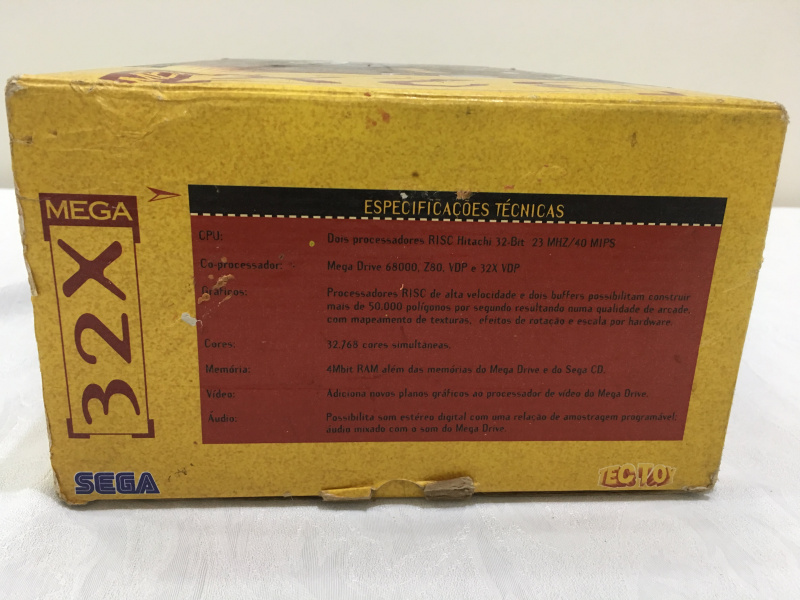 MEGA
32X
ESPECIFICAÇÕES TÉCNICAS
CPU: Dois processadores RISC Hitachi 32-Bit 23 MHZ/40 MIPS
Co-processador: Mega Drive 68000, Z80, VDP e 32X VDP
Gráficos: Processadores RISC de alta velocidade e dois buffers possibilitam construir
mais de 50.000 polígonos por segundo resultando numa qualidade de arcade,
com mapeamento de texturas, efeitos de rotação e escala por hardware.
Cores: 32.768 cores simultâneas.
Memória: 4Mbit RAM além das memórias do Mega Drive e do Sega CD.
Vídeo: Adiciona novos planos gráficos ao processador de vídeo do Mega Drive.
Áudio: Possibilita som estéreo digital com uma relação de amostragem programável,
áudio mixado com o som do Mega Drive.
SEGA
TECTOY